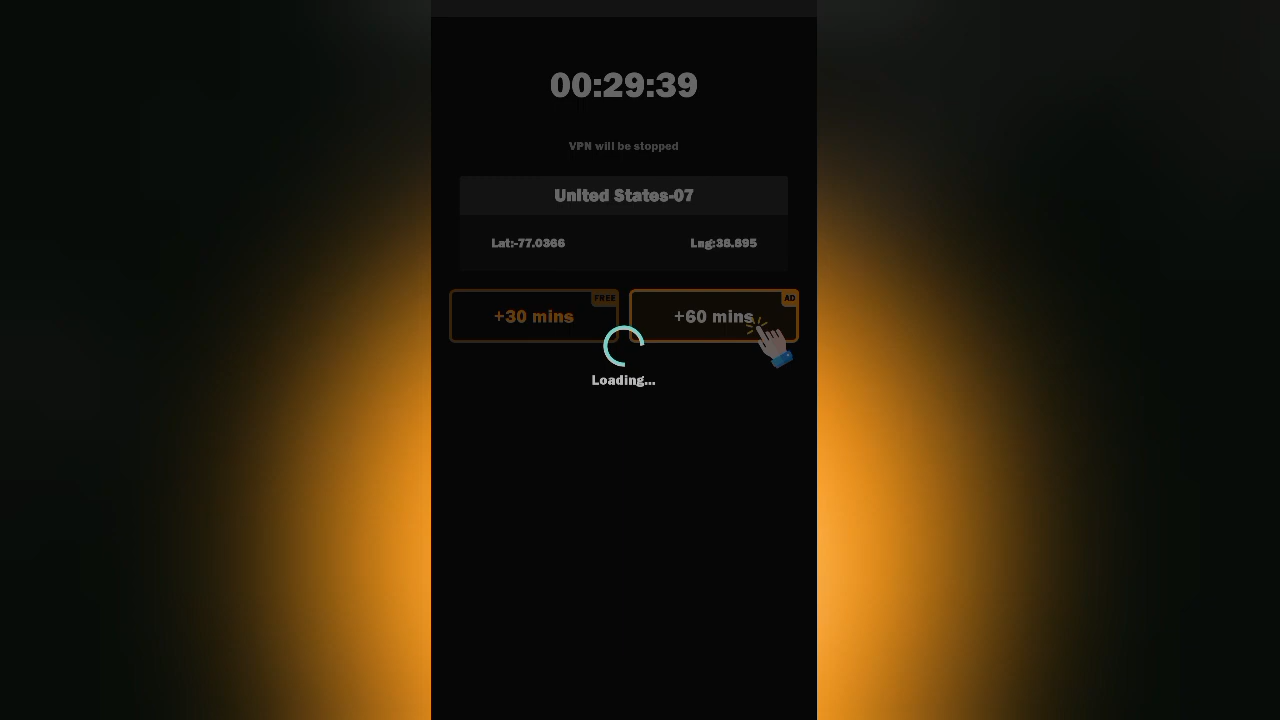 00:29:39
VPN will be stopped
United States-07
Lat:-77.0366 Lng:38.895
FREE
AD
+30 mins +60 mins
Loading...